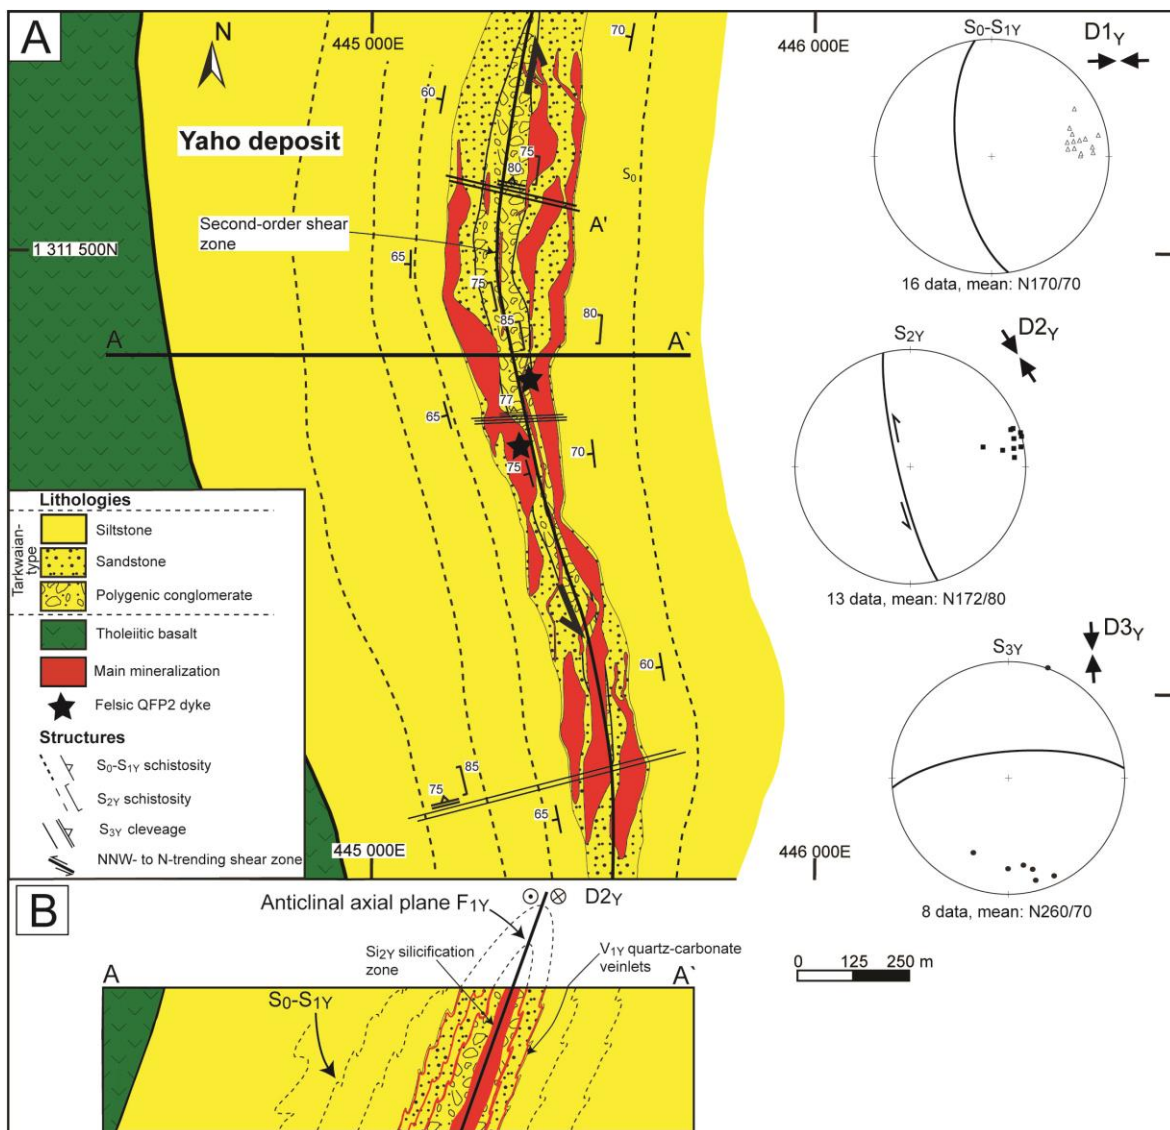 A
N
445 000E
446 000E
Yaho deposit
60
70
75
80
S₀
A'
Second-order shear
zone
1 311 500N
65
75
85
80
A
A`
77
65
70
75
60
85
75
65
445 000E
446 000E
Lithologies
Tarkwaian-
type
Siltstone
Sandstone
Polygenic conglomerate
Tholeiitic basalt
Main mineralization
Felsic QFP2 dyke
Structures
S₀-S₁Y schistosity
S₂Y schistosity
S₃Y cleveage
NNW- to N-trending shear zone
S₀-S₁Y
D1Y
16 data, mean: N170/70
S₂Y
D2Y
13 data, mean: N172/80
S₃Y
D3Y
8 data, mean: N260/70
0 125 250 m
B
Anticlinal axial plane F₁Y
D2Y
Si₂Y silicification
zone
V₁Y quartz-carbonate
veinlets
A
A`
S₀-S₁Y